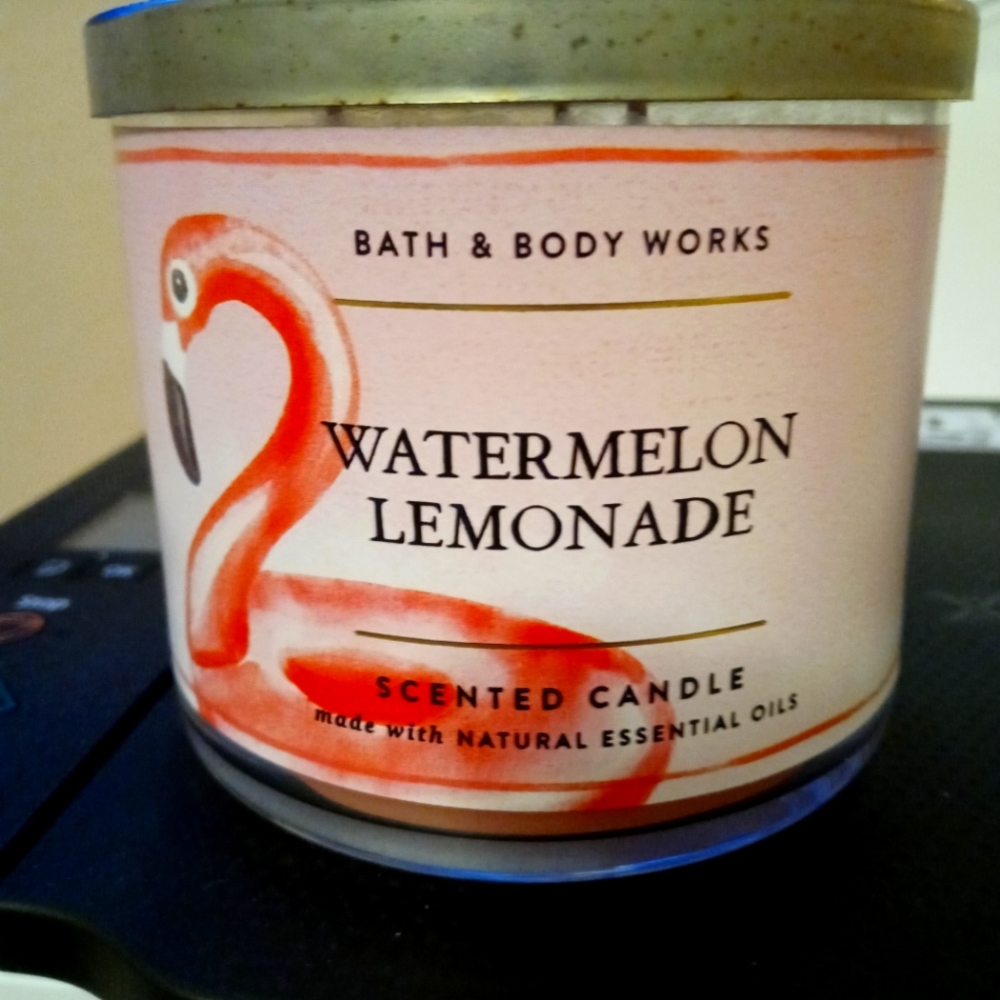 BATH & BODY WORKS
WATERMELON
LEMONADE
SCENTED CANDLE
made with NATURAL ESSENTIAL OILS